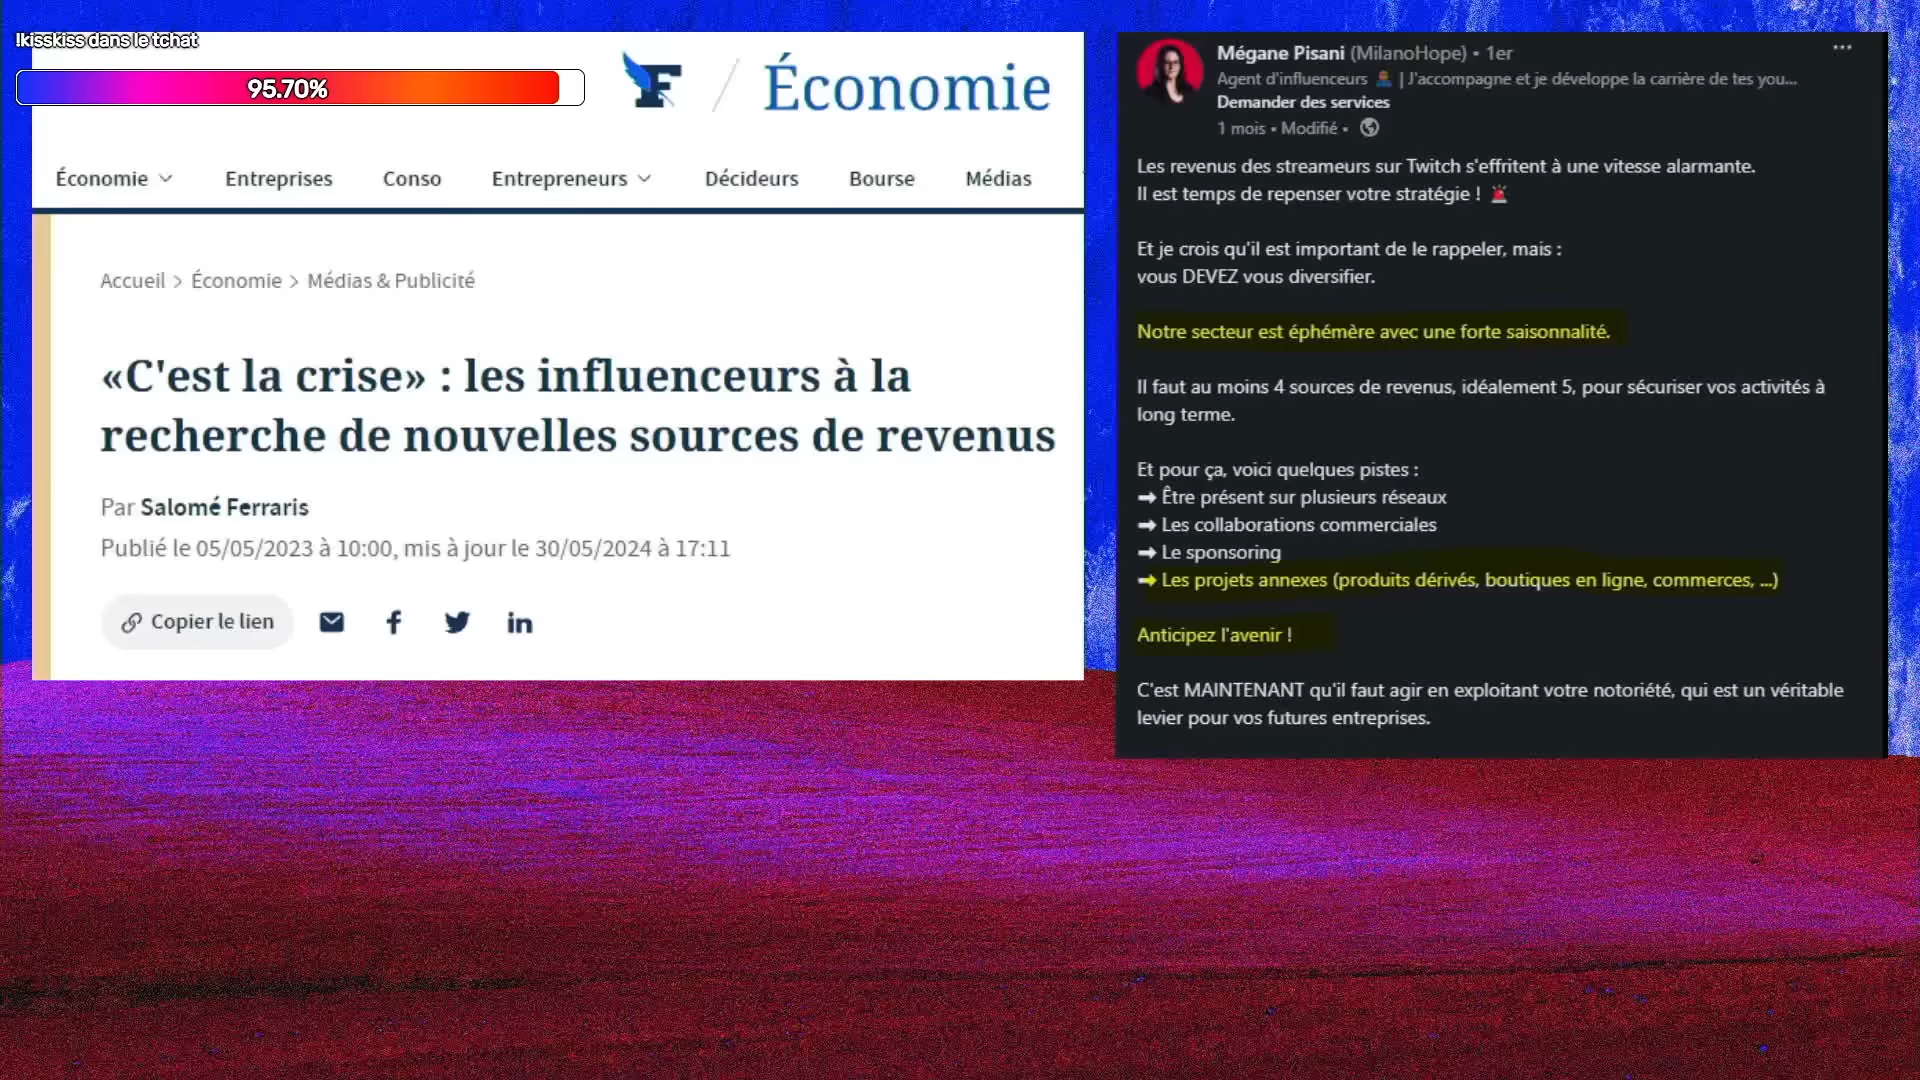 !kisskiss dans le tchat
95.70%
F / Économie
Économie
Entreprises
Conso
Entrepreneurs
Décideurs
Bourse
Médias
Accueil > Économie > Médias & Publicité
«C'est la crise» : les influenceurs à la
recherche de nouvelles sources de revenus
Par Salomé Ferraris
Publié le 05/05/2023 à 10:00, mis à jour le 30/05/2024 à 17:11
Copier le lien
Mégane Pisani (MilanoHope) • 1er
Agent d'influenceurs | J'accompagne et je développe la carrière de tes you...
Demander des services
1 mois • Modifié •
Les revenus des streameurs sur Twitch s'effritent à une vitesse alarmante.
Il est temps de repenser votre stratégie ! 🚨
Et je crois qu'il est important de le rappeler, mais :
vous DEVEZ vous diversifier.
Notre secteur est éphémère avec une forte saisonnalité.
Il faut au moins 4 sources de revenus, idéalement 5, pour sécuriser vos activités à
long terme.
Et pour ça, voici quelques pistes :
➡ Être présent sur plusieurs réseaux
➡ Les collaborations commerciales
➡ Le sponsoring
➡ Les projets annexes (produits dérivés, boutiques en ligne, commerces, ...)
Anticipez l'avenir !
C'est MAINTENANT qu'il faut agir en exploitant votre notoriété, qui est un véritable
levier pour vos futures entreprises.